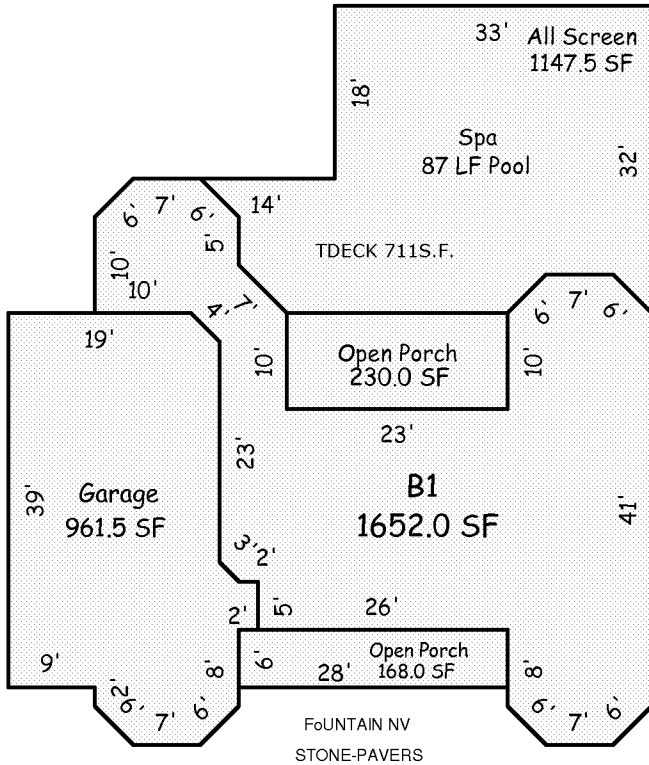 33'
All Screen
1147.5 SF
18'
Spa
87 LF Pool
32'
6'
7'
6'
14'
5'
TDECK 711S.F.
10'
10'
4'
7'
6'
7'
6'
19'
10'
Open Porch
230.0 SF
10'
23'
23'
39'
Garage
961.5 SF
B1
1652.0 SF
41'
3'
2'
2'
5'
26'
9'
2'
8'
6'
28'
Open Porch
168.0 SF
8'
6'
7'
6'
6'
7'
6'
FoUNTAIN NV
STONE-PAVERS